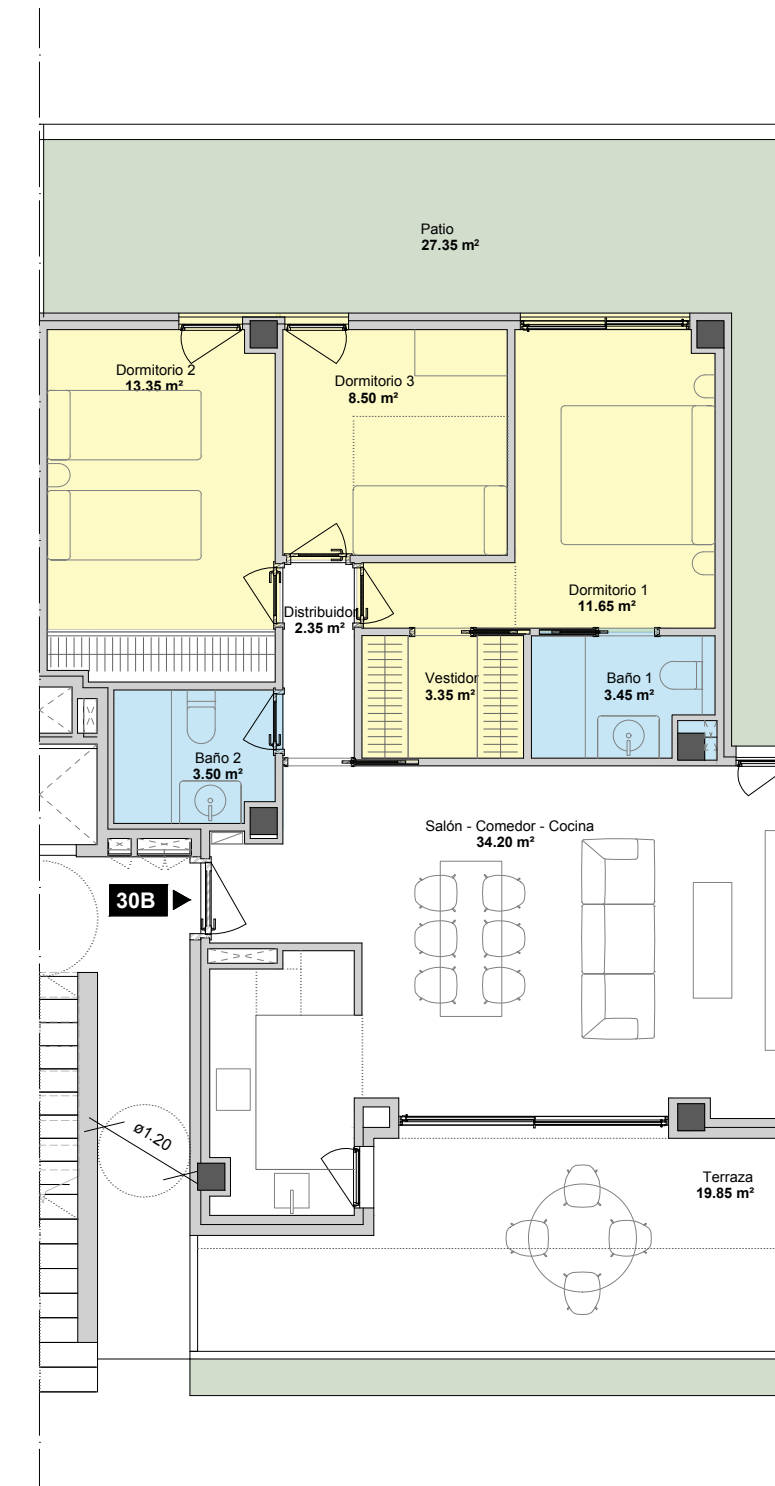 Patio
27.35 m²
Dormitorio 2
13.35 m²
Dormitorio 3
8.50 m²
Dormitorio 1
11.65 m²
Distribuidor
2.35 m²
Vestidor
3.35 m²
Baño 1
3.45 m²
Baño 2
3.50 m²
Salón - Comedor - Cocina
34.20 m²
30B
ø1.20
Terraza
19.85 m²